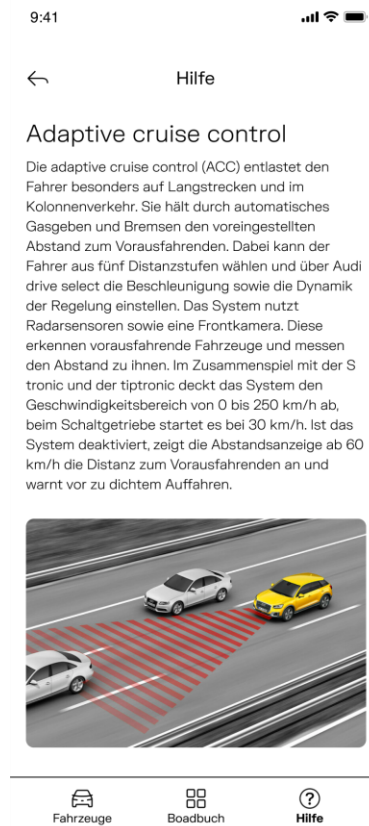 9:41
Hilfe
Adaptive cruise control
Die adaptive cruise control (ACC) entlastet den
Fahrer besonders auf Langstrecken und im
Kolonnenverkehr. Sie hält durch automatisches
Gasgeben und Bremsen den voreingestellten
Abstand zum Vorausfahrenden. Dabei kann der
Fahrer aus fünf Distanzstufen wählen und über Audi
drive select die Beschleunigung sowie die Dynamik
der Regelung einstellen. Das System nutzt
Radarsensoren sowie eine Frontkamera. Diese
erkennen vorausfahrende Fahrzeuge und messen
den Abstand zu ihnen. Im Zusammenspiel mit der S
tronic und der tiptronic deckt das System den
Geschwindigkeitsbereich von 0 bis 250 km/h ab,
beim Schaltgetriebe startet es bei 30 km/h. Ist das
System deaktiviert, zeigt die Abstandsanzeige ab 60
km/h die Distanz zum Vorausfahrenden an und
warnt vor zu dichtem Auffahren.
Fahrzeuge Boadbuch Hilfe